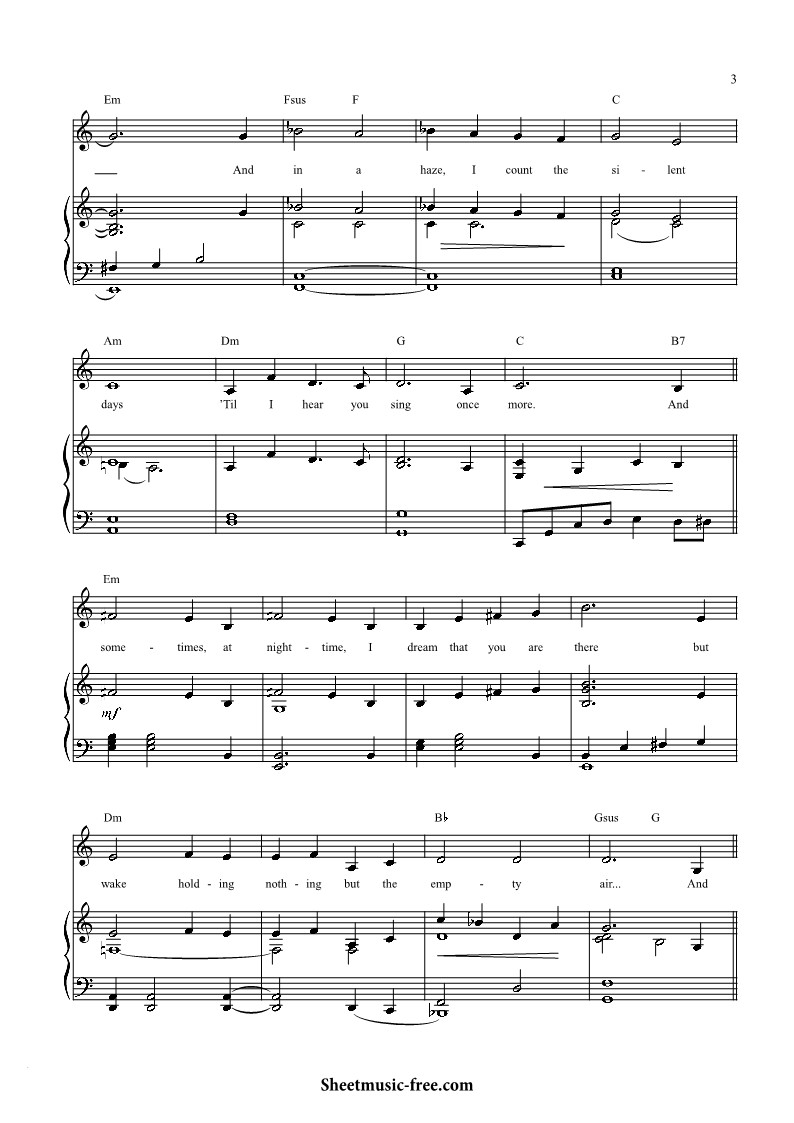 3
Em Fsus F C
And in a haze, I count the si - lent
Am Dm G C B7
days 'Til I hear you sing once more. And
Em
some - times, at night - time, I dream that you are there but
mf
Dm B♭ Gsus G
wake hold - ing noth - ing but the emp - ty air... And
Sheetmusic-free.com